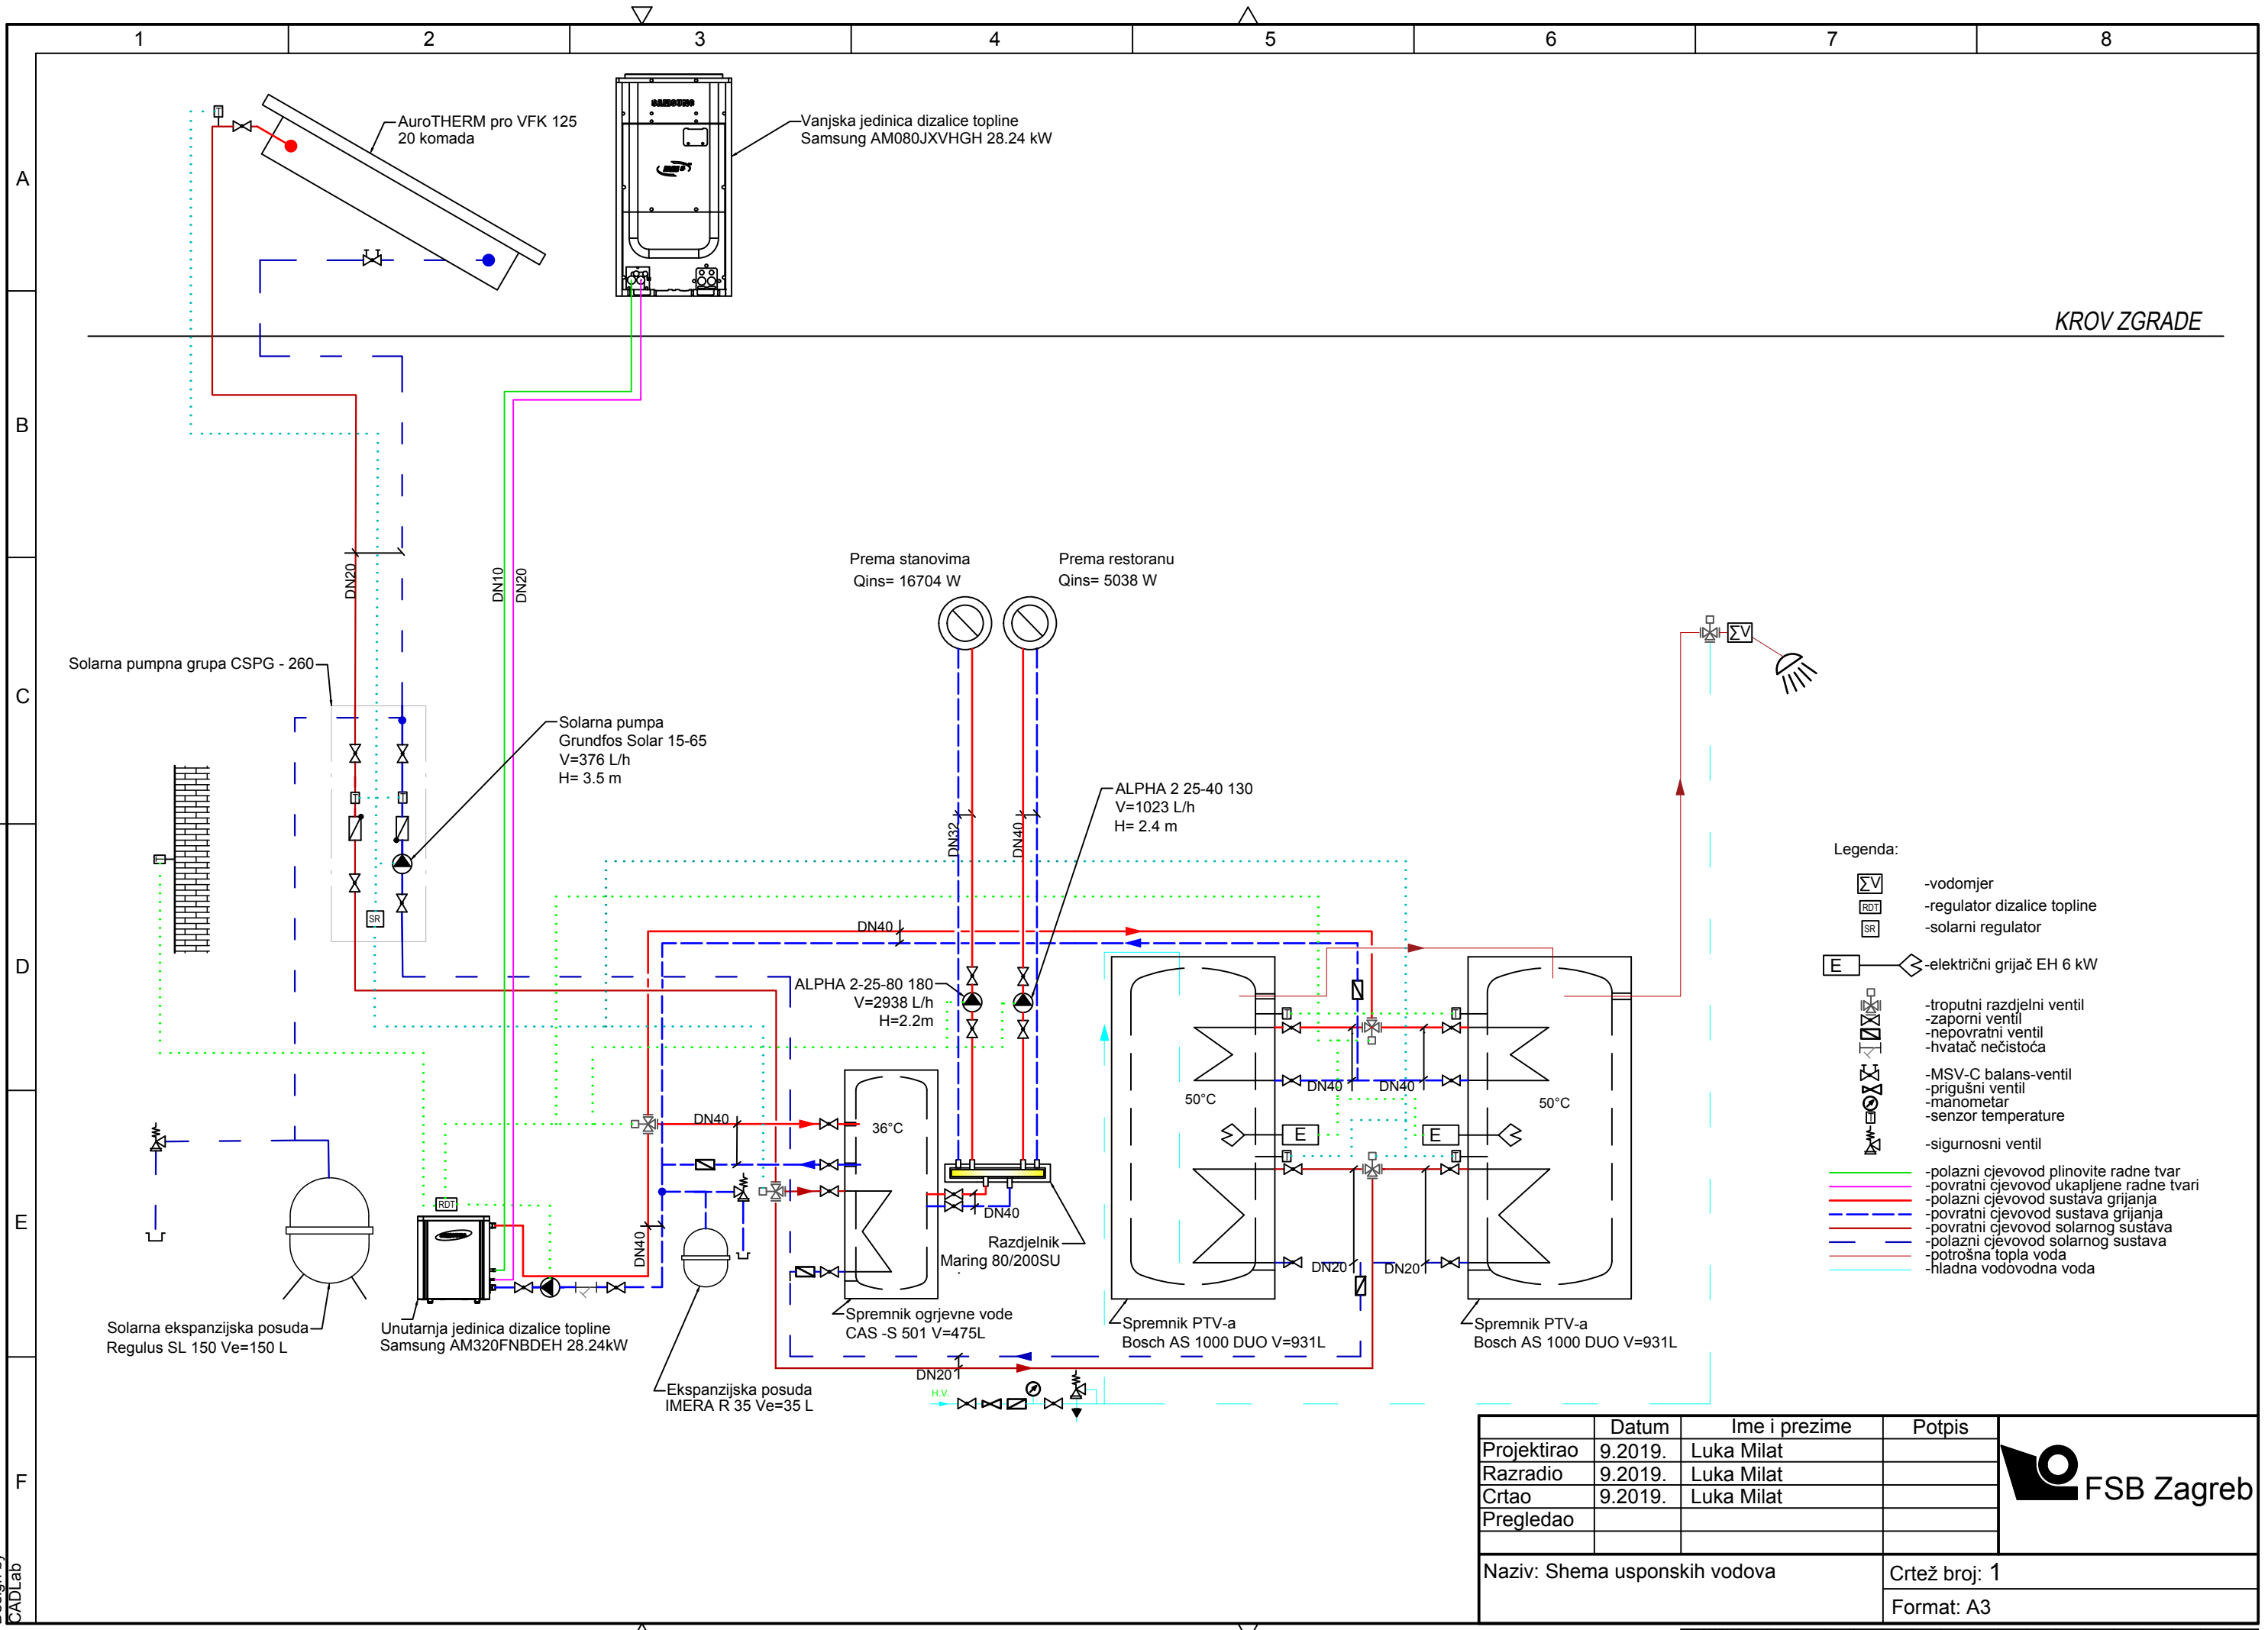 1 2 3 4 5 6 7 8
A
B
C
D
E
F
AuroTHERM pro VFK 125
20 komada
SAMSUNG
Vanjska jedinica dizalice topline
Samsung AM080JXVHGH 28.24 kW
KROV ZGRADE
T
DN20
DN10
DN20
Prema stanovima
Qins= 16704 W
Prema restoranu
Qins= 5038 W
ΣV
Solarna pumpna grupa CSPG - 260
Solarna pumpa
Grundfos Solar 15-65
V=376 L/h
H= 3.5 m
T
T
SR
ALPHA 2 25-40 130
V=1023 L/h
H= 2.4 m
DN32
DN40
DN40
ALPHA 2-25-80 180
V=2938 L/h
H=2.2m
T
T
DN40
DN40
50°C
50°C
E
E
T
T
DN20
DN20
DN40
36°C
DN40
DN40
RDT
Razdjelnik
Maring 80/200SU
Solarna ekspanzijska posuda
Regulus SL 150 Ve=150 L
Unutarnja jedinica dizalice topline
Samsung AM320FNBDEH 28.24kW
Spremnik ogrjevne vode
CAS -S 501 V=475L
Spremnik PTV-a
Bosch AS 1000 DUO V=931L
Spremnik PTV-a
Bosch AS 1000 DUO V=931L
DN20
Ekspanzijska posuda
IMERA R 35 Ve=35 L
H.V.
Legenda:
ΣV -vodomjer
RDT -regulator dizalice topline
SR -solarni regulator
E -električni grijač EH 6 kW
-troputni razdjelni ventil
-zaporni ventil
-nepovratni ventil
-hvatač nečistoća
-MSV-C balans-ventil
-prigušni ventil
-manometar
T -senzor temperature
-sigurnosni ventil
-polazni cjevovod plinovite radne tvar
-povratni cjevovod ukapljene radne tvari
-polazni cjevovod sustava grijanja
-povratni cjevovod sustava grijanja
-povratni cjevovod solarnog sustava
-polazni cjevovod solarnog sustava
-potrošna topla voda
-hladna vodovodna voda
Datum Ime i prezime Potpis
Projektirao 9.2019. Luka Milat
Razradio 9.2019. Luka Milat
Crtao 9.2019. Luka Milat
Pregledao
FSB Zagreb
Naziv: Shema usponskih vodova
Crtež broj: 1
Format: A3
CADLab